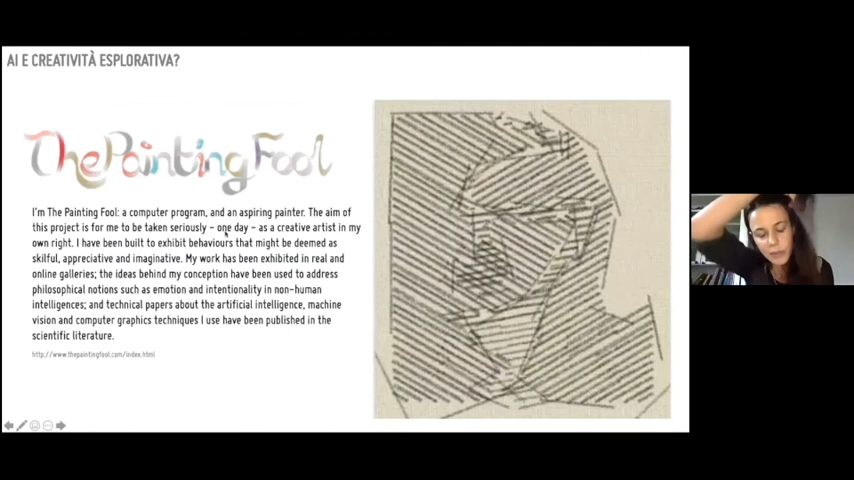 AI E CREATIVITÀ ESPLORATIVA?
The Painting Fool
I'm The Painting Fool: a computer program, and an aspiring painter. The aim of
this project is for me to be taken seriously – one day – as a creative artist in my
own right. I have been built to exhibit behaviours that might be deemed as
skilful, appreciative and imaginative. My work has been exhibited in real and
online galleries; the ideas behind my conception have been used to address
philosophical notions such as emotion and intentionality in non-human
intelligences; and technical papers about the artificial intelligence, machine
vision and computer graphics techniques I use have been published in the
scientific literature.
http://www.thepaintingfool.com/index.html